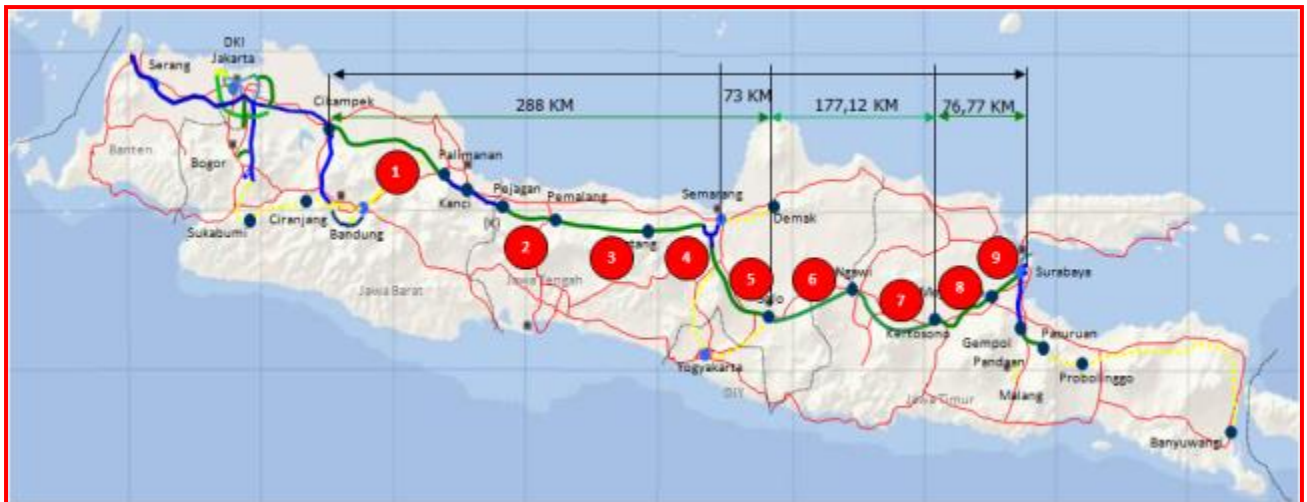 DKI
Jakarta
Serang
Cikampek
288 KM
73 KM
177,12 KM
76,77 KM
Banten
Bogor
Palimanan
1
Kanci
Pejagan
Pemalang
Semarang
Demak
Sukabumi
Ciranjang
Bandung
(K)
2
3
4
5
6
7
8
9
Ngawi
Surabaya
Jawa Tengah
Jawa Barat
Solo
Kertosono
Gempol
Pasuruan
Pandaan
Yogyakarta
Probolinggo
DIY
Malang
Jawa Timur
Banyuwangi